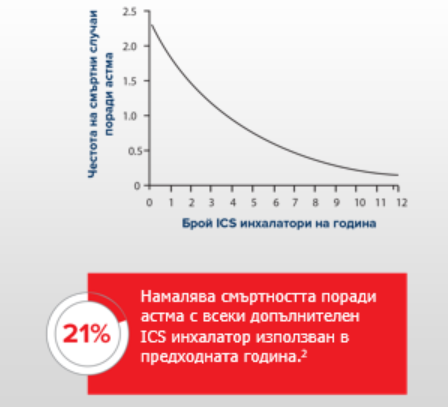 Честота на смъртни случаи
поради астма
2.5
2.0
1.5
1.0
0.5
0
0 1 2 3 4 5 6 7 8 9 10 11 12
Брой ICS инхалатори на година
21%
Намалява смъртността поради
астма с всеки допълнителен
ICS инхалатор използван в
предходната година.²